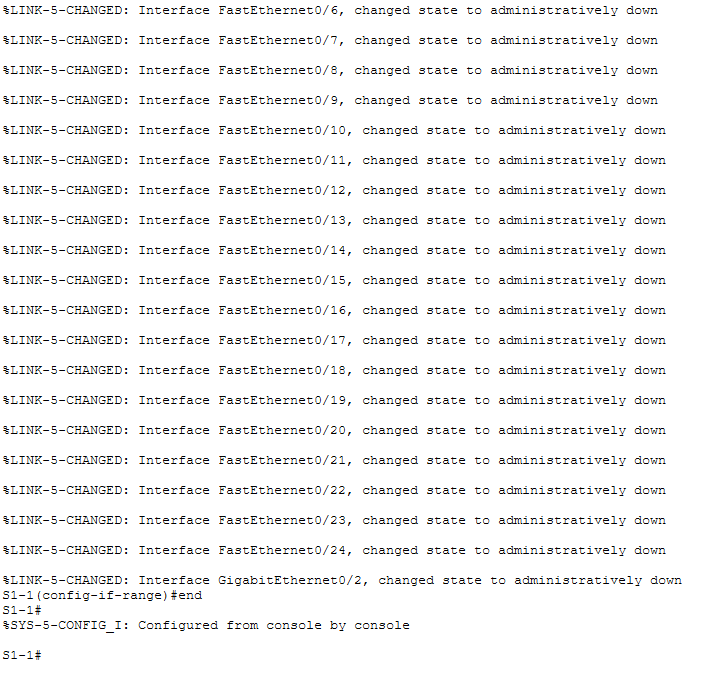 %LINK-5-CHANGED: Interface FastEthernet0/6, changed state to administratively down
%LINK-5-CHANGED: Interface FastEthernet0/7, changed state to administratively down
%LINK-5-CHANGED: Interface FastEthernet0/8, changed state to administratively down
%LINK-5-CHANGED: Interface FastEthernet0/9, changed state to administratively down
%LINK-5-CHANGED: Interface FastEthernet0/10, changed state to administratively down
%LINK-5-CHANGED: Interface FastEthernet0/11, changed state to administratively down
%LINK-5-CHANGED: Interface FastEthernet0/12, changed state to administratively down
%LINK-5-CHANGED: Interface FastEthernet0/13, changed state to administratively down
%LINK-5-CHANGED: Interface FastEthernet0/14, changed state to administratively down
%LINK-5-CHANGED: Interface FastEthernet0/15, changed state to administratively down
%LINK-5-CHANGED: Interface FastEthernet0/16, changed state to administratively down
%LINK-5-CHANGED: Interface FastEthernet0/17, changed state to administratively down
%LINK-5-CHANGED: Interface FastEthernet0/18, changed state to administratively down
%LINK-5-CHANGED: Interface FastEthernet0/19, changed state to administratively down
%LINK-5-CHANGED: Interface FastEthernet0/20, changed state to administratively down
%LINK-5-CHANGED: Interface FastEthernet0/21, changed state to administratively down
%LINK-5-CHANGED: Interface FastEthernet0/22, changed state to administratively down
%LINK-5-CHANGED: Interface FastEthernet0/23, changed state to administratively down
%LINK-5-CHANGED: Interface FastEthernet0/24, changed state to administratively down
%LINK-5-CHANGED: Interface GigabitEthernet0/2, changed state to administratively down
S1-1(config-if-range)#end
S1-1#
%SYS-5-CONFIG_I: Configured from console by console
S1-1#